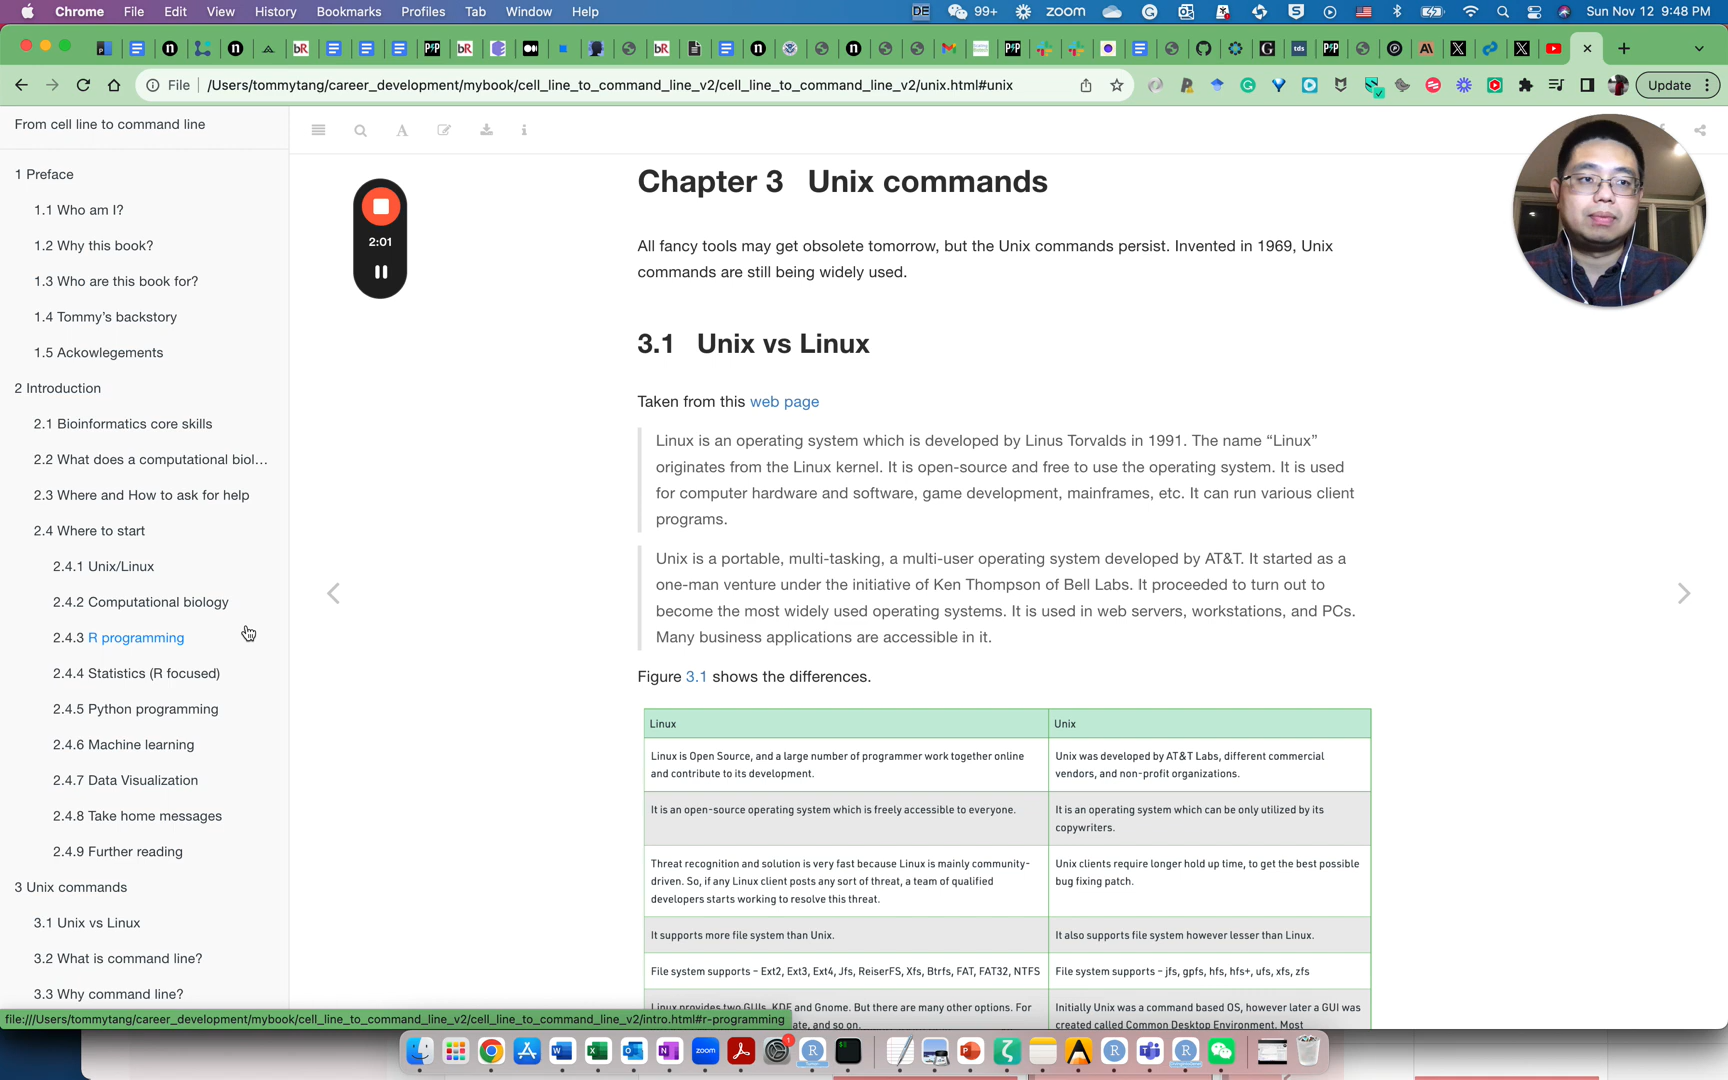 Chrome File Edit View History Bookmarks Profiles Tab Window Help
DE 99+ zoom Sun Nov 12 9:48 PM
File /Users/tommytang/career_development/mybook/cell_line_to_command_line_v2/cell_line_to_command_line_v2/unix.html#unix
Update
From cell line to command line
1 Preface
1.1 Who am I?
1.2 Why this book?
1.3 Who are this book for?
1.4 Tommy's backstory
1.5 Ackowlegements
2 Introduction
2.1 Bioinformatics core skills
2.2 What does a computational biol…
2.3 Where and How to ask for help
2.4 Where to start
2.4.1 Unix/Linux
2.4.2 Computational biology
2.4.3 R programming
2.4.4 Statistics (R focused)
2.4.5 Python programming
2.4.6 Machine learning
2.4.7 Data Visualization
2.4.8 Take home messages
2.4.9 Further reading
3 Unix commands
3.1 Unix vs Linux
3.2 What is command line?
3.3 Why command line?
2:01
Chapter 3 Unix commands
All fancy tools may get obsolete tomorrow, but the Unix commands persist. Invented in 1969, Unix
commands are still being widely used.
3.1 Unix vs Linux
Taken from this web page
Linux is an operating system which is developed by Linus Torvalds in 1991. The name “Linux”
originates from the Linux kernel. It is open-source and free to use the operating system. It is used
for computer hardware and software, game development, mainframes, etc. It can run various client
programs.
Unix is a portable, multi-tasking, a multi-user operating system developed by AT&T. It started as a
one-man venture under the initiative of Ken Thompson of Bell Labs. It proceeded to turn out to
become the most widely used operating systems. It is used in web servers, workstations, and PCs.
Many business applications are accessible in it.
Figure 3.1 shows the differences.
Linux Unix
Linux is Open Source, and a large number of programmer work together online
and contribute to its development.
Unix was developed by AT&T Labs, different commercial
vendors, and non-profit organizations.
It is an open-source operating system which is freely accessible to everyone.
It is an operating system which can be only utilized by its
copywriters.
Threat recognition and solution is very fast because Linux is mainly community-
driven. So, if any Linux client posts any sort of threat, a team of qualified
developers starts working to resolve this threat.
Unix clients require longer hold up time, to get the best possible
bug fixing patch.
It supports more file system than Unix.
It also supports file system however lesser than Linux.
File system supports – Ext2, Ext3, Ext4, Jfs, ReiserFS, Xfs, Btrfs, FAT, FAT32, NTFS
File system supports – jfs, gpfs, hfs, hfs+, ufs, xfs, zfs
Linux provides two GUIs, KDE and Gnome. But there are many other options. For
ate, and so on.
Initially Unix was a command based OS, however later a GUI was
created called Common Desktop Environment. Most
file:///Users/tommytang/career_development/mybook/cell_line_to_command_line_v2/cell_line_to_command_line_v2/intro.html#r-programming